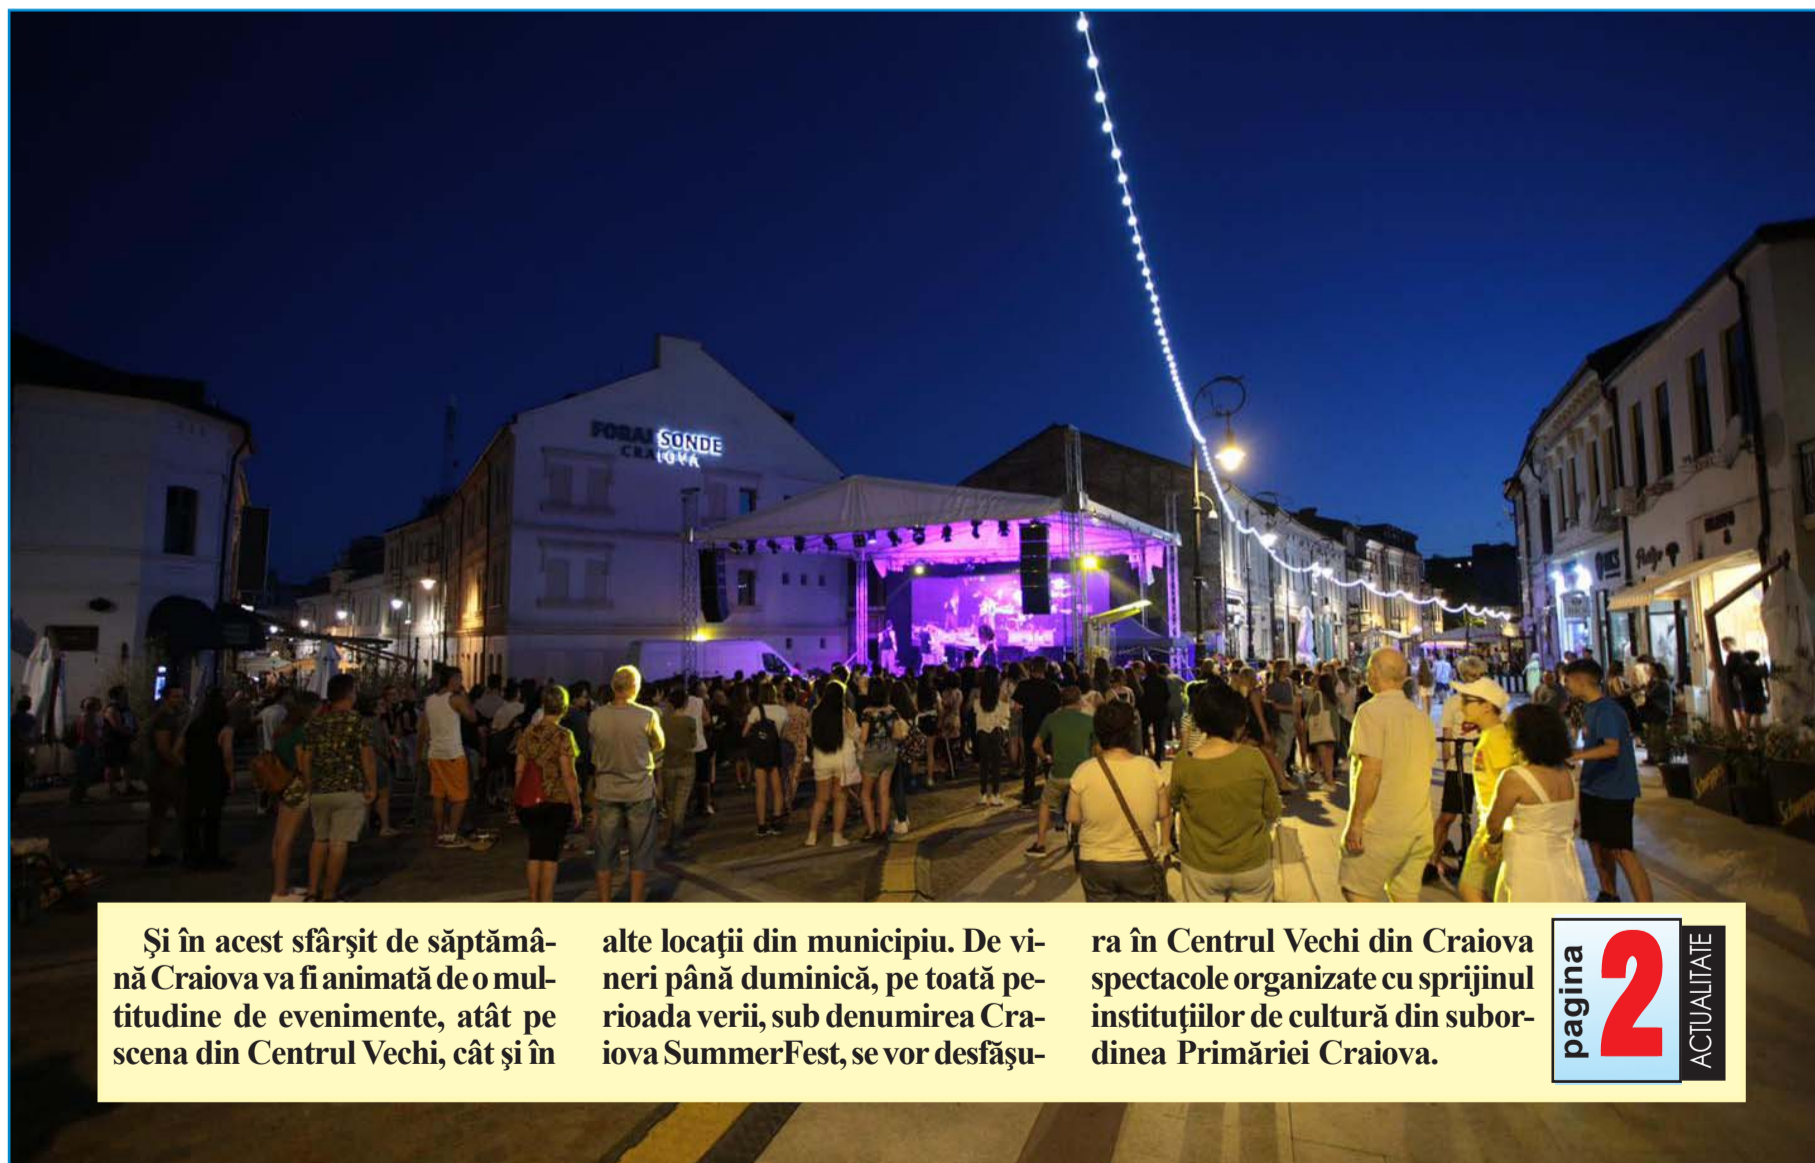 FORAJ SONDE
CRAIOVA
Şi în acest sfârşit de săptămâ-
nă Craiova va fi animată de o mul-
titudine de evenimente, atât pe
scena din Centrul Vechi, cât şi în
alte locaţii din municipiu. De vi-
neri până duminică, pe toată pe-
rioada verii, sub denumirea Cra-
iova SummerFest, se vor desfăşu-
ra în Centrul Vechi din Craiova
spectacole organizate cu sprijinul
instituţiilor de cultură din subor-
dinea Primăriei Craiova.
pagina
2
ACTUALITATE